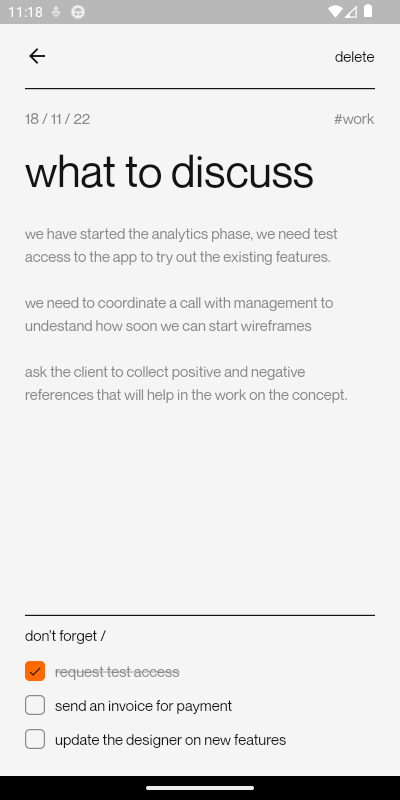 11:18
delete
18 / 11 / 22
#work
what to discuss
we have started the analytics phase, we need test
access to the app to try out the existing features.
we need to coordinate a call with management to
undestand how soon we can start wireframes
ask the client to collect positive and negative
references that will help in the work on the concept.
don't forget /
request test access
send an invoice for payment
update the designer on new features